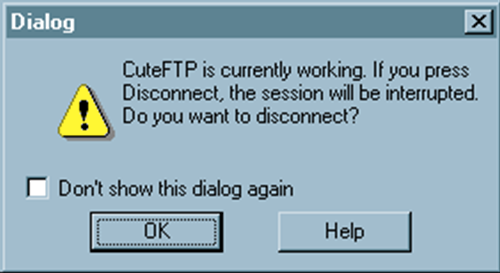 Dialog
CuteFTP is currently working. If you press
Disconnect, the session will be interrupted.
Do you want to disconnect?
Don't show this dialog again
OK
Help